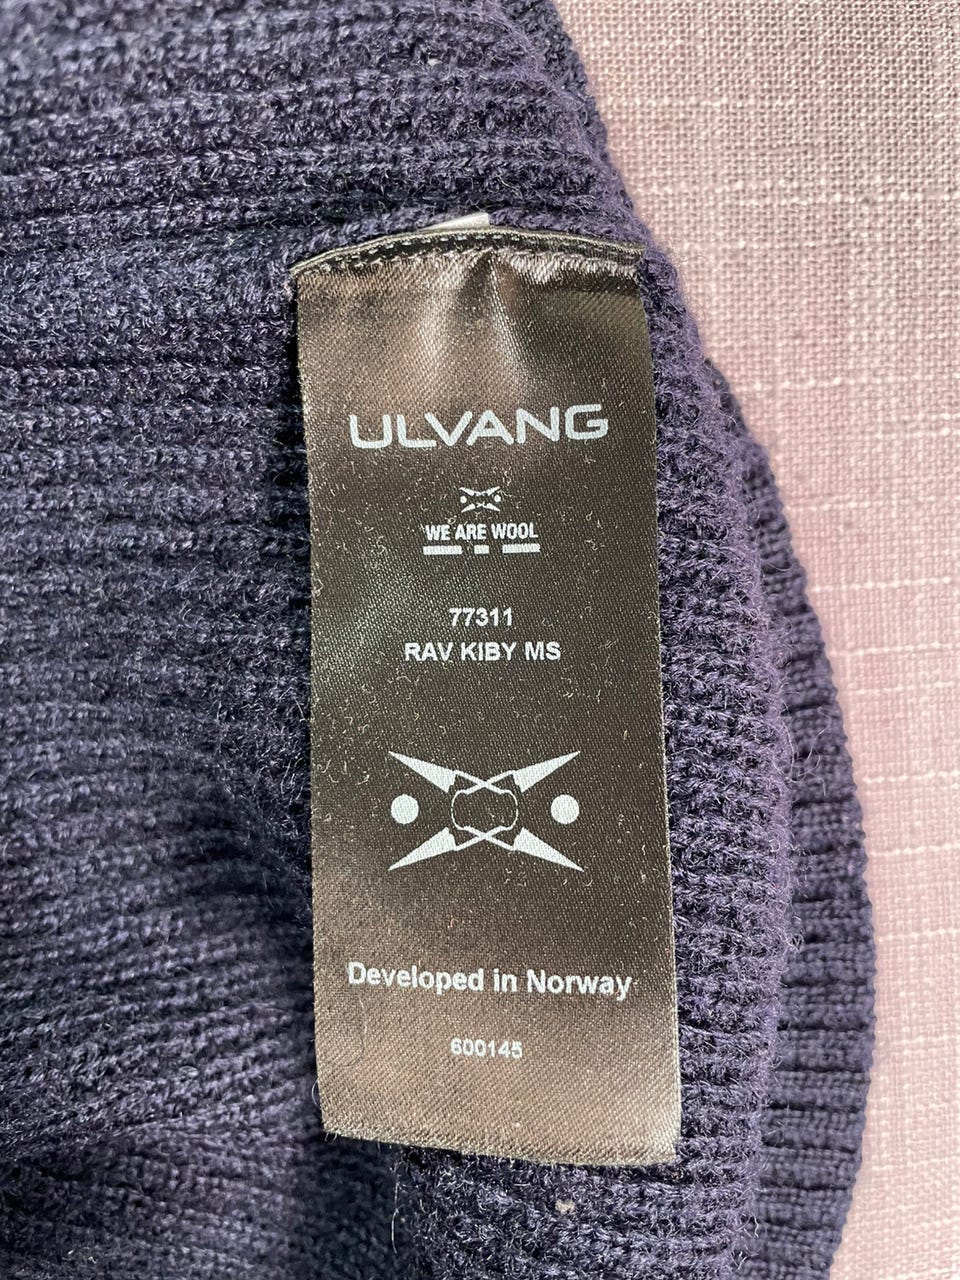 ULVANG
WE ARE WOOL
77311
RAV KIBY MS
Developed in Norway
600145